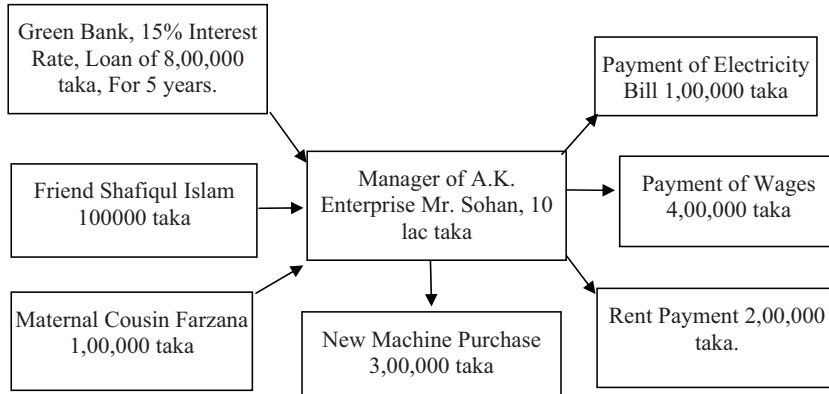 Green Bank, 15% Interest
Rate, Loan of 8,00,000
taka, For 5 years.
Payment of Electricity
Bill 1,00,000 taka
Friend Shafiqul Islam
100000 taka
Manager of A.K.
Enterprise Mr. Sohan, 10
lac taka
Payment of Wages
4,00,000 taka
Maternal Cousin Farzana
1,00,000 taka
New Machine Purchase
3,00,000 taka
Rent Payment 2,00,000
taka.